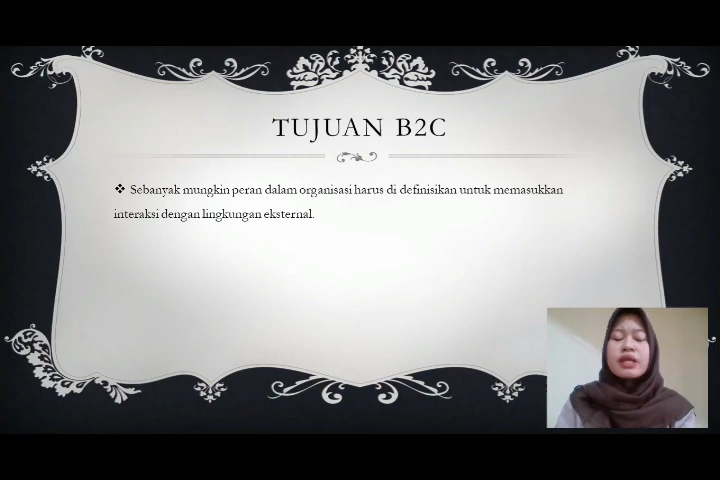 TUJUAN B2C
❖ Sebanyak mungkin peran dalam organisasi harus di definisikan untuk memasukkan
interaksi dengan lingkungan eksternal.